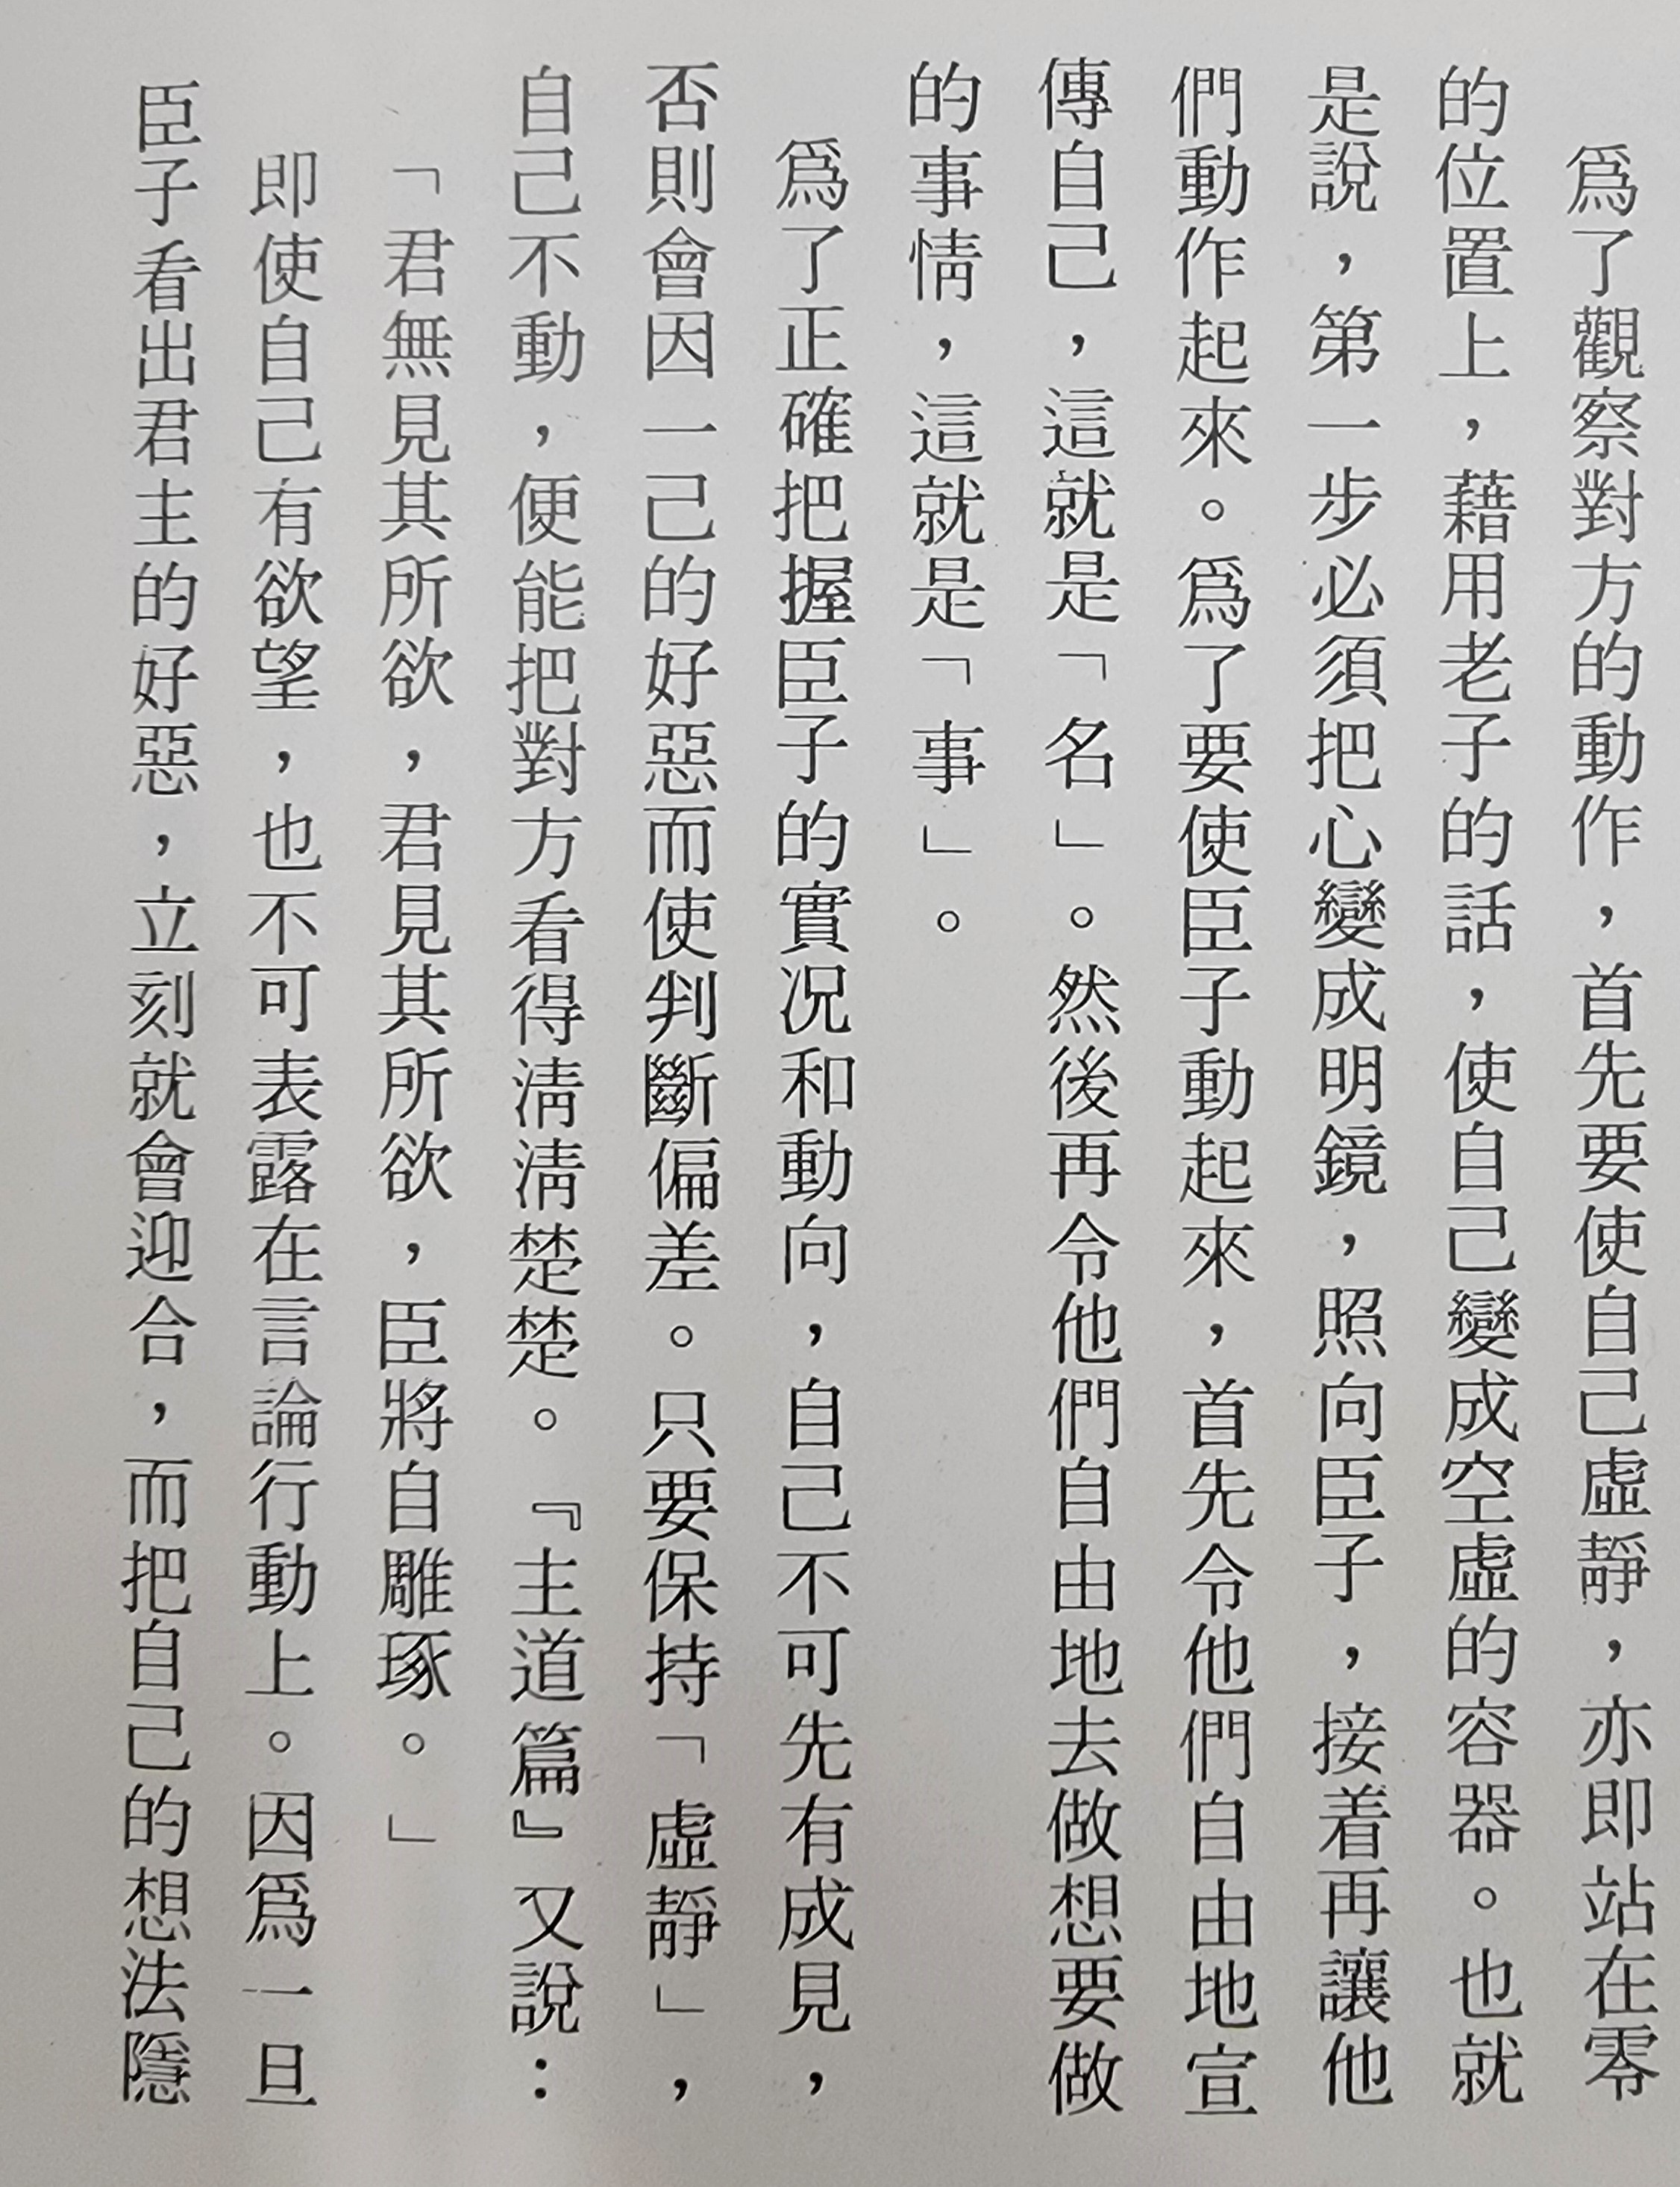 爲了觀察對方的動作，首先要使自己虛靜，亦即站在零
的位置上，藉用老子的話，使自己變成空虛的容器。也就
是說，第一步必須把心變成明鏡，照向臣子，接着再讓他
們動作起來。爲了要使臣子動起來，首先令他們自由地宣
傳自己，這就是「名」。然後再令他們自由地去做想要做
的事情，這就是「事」。
爲了正確把握臣子的實況和動向，自己不可先有成見，
否則會因一己的好惡而使判斷偏差。只要保持「虛靜」，
自己不動，便能把對方看得淸淸楚楚。『主道篇』又說：
「君無見其所欲，君見其所欲，臣將自雕琢。」
即使自己有欲望，也不可表露在言論行動上。因爲一旦
臣子看出君主的好惡，立刻就會迎合，而把自己的想法隱